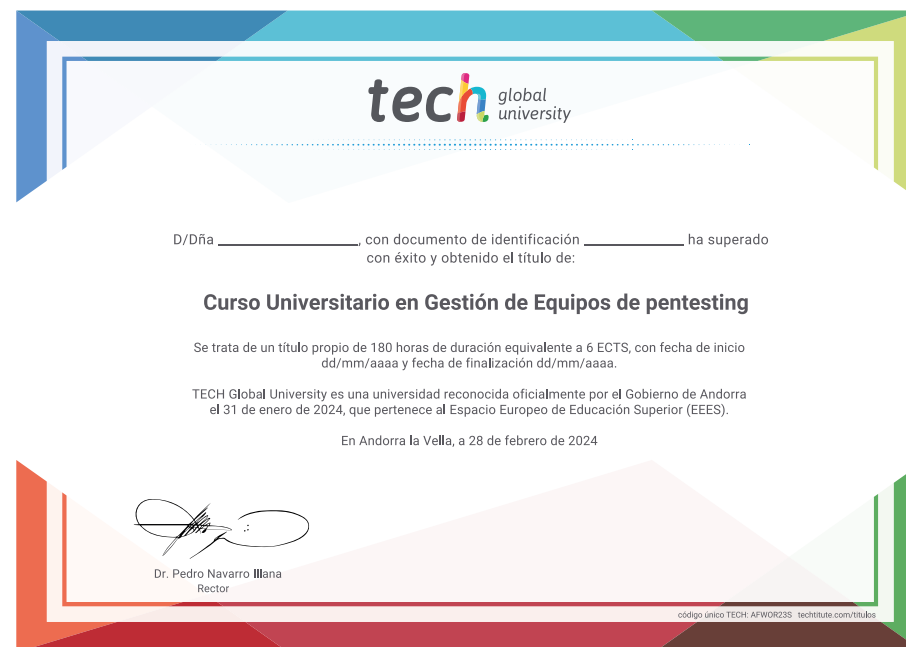 tech global university
D/Dña ____________, con documento de identificación ____________ ha superado
con éxito y obtenido el título de:
Curso Universitario en Gestión de Equipos de pentesting
Se trata de un título propio de 180 horas de duración equivalente a 6 ECTS, con fecha de inicio
dd/mm/aaaa y fecha de finalización dd/mm/aaaa.
TECH Global University es una universidad reconocida oficialmente por el Gobierno de Andorra
el 31 de enero de 2024, que pertenece al Espacio Europeo de Educación Superior (EEES).
En Andorra la Vella, a 28 de febrero de 2024
Dr. Pedro Navarro Illana
Rector
código único TECH: AFWOR23S techtitute.com/titulos